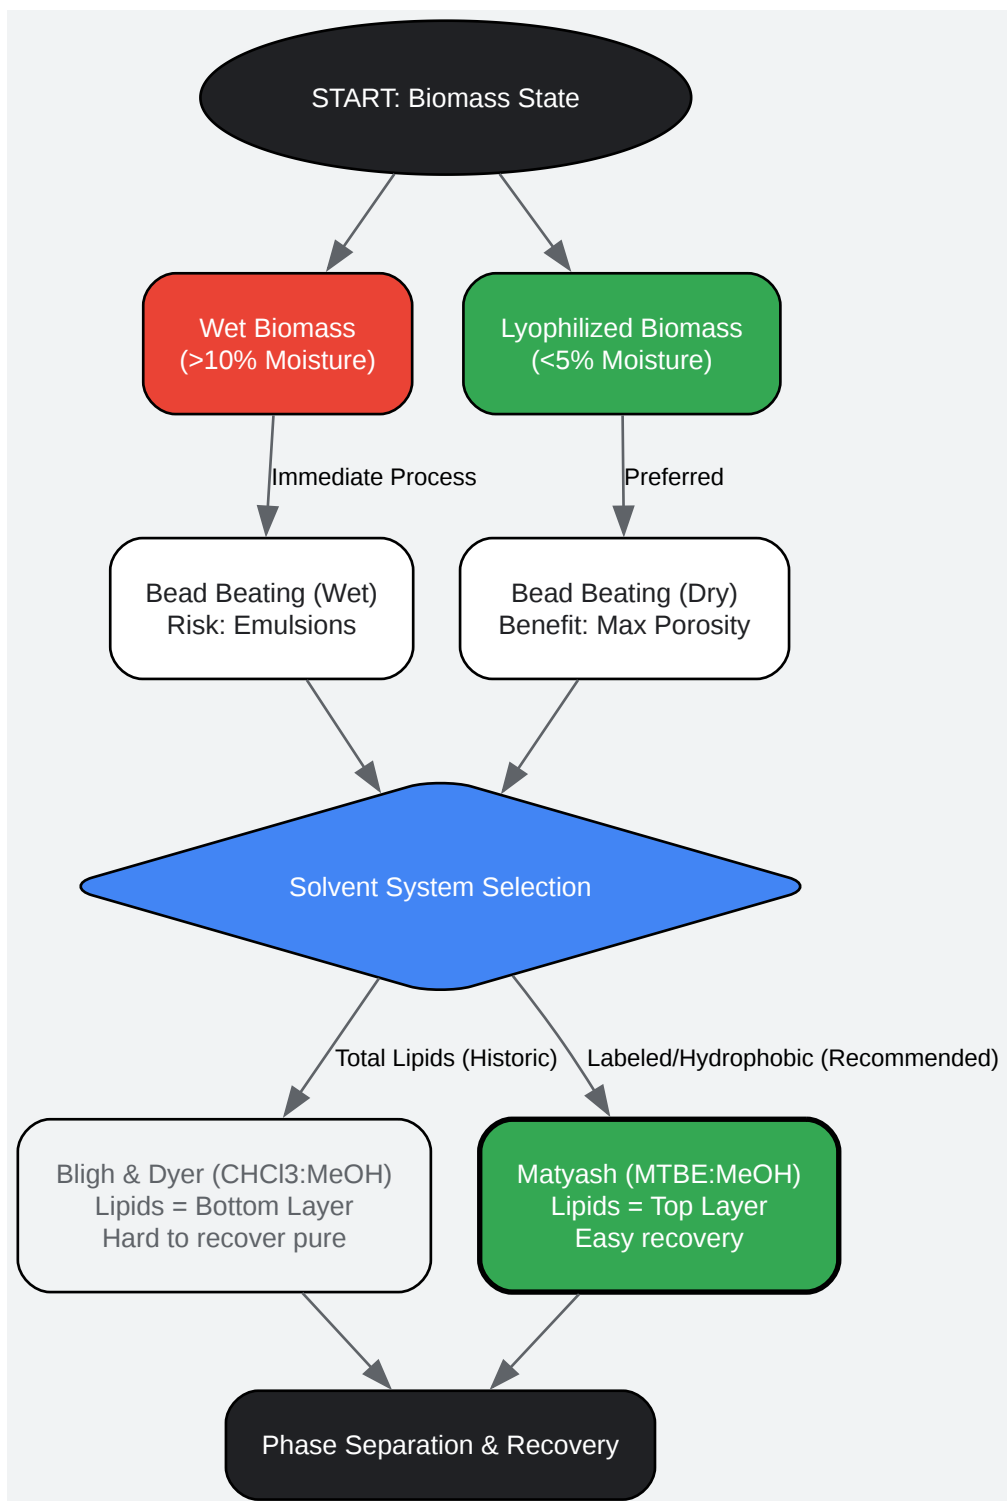 START: Biomass State
Wet Biomass
(>10% Moisture)
Lyophilized Biomass
(<5% Moisture)
Immediate Process
Preferred
Bead Beating (Wet)
Risk: Emulsions
Bead Beating (Dry)
Benefit: Max Porosity
Solvent System Selection
Total Lipids (Historic)
Labeled/Hydrophobic (Recommended)
Bligh & Dyer (CHCl3:MeOH)
Lipids = Bottom Layer
Hard to recover pure
Matyash (MTBE:MeOH)
Lipids = Top Layer
Easy recovery
Phase Separation & Recovery